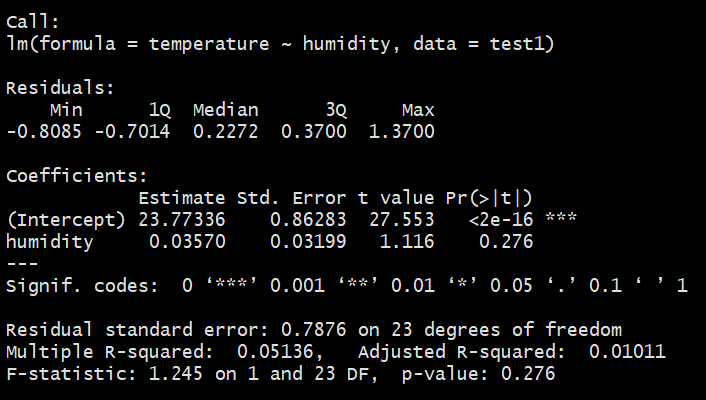 Call:
lm(formula = temperature ~ humidity, data = test1)
Residuals:
    Min      1Q  Median      3Q     Max
-0.8085 -0.7014  0.2272  0.3700  1.3700
Coefficients:
            Estimate Std. Error t value Pr(>|t|)
(Intercept) 23.77336    0.86283  27.553   <2e-16 ***
humidity     0.03570    0.03199   1.116    0.276
---
Signif. codes:  0 ‘***’ 0.001 ‘**’ 0.01 ‘*’ 0.05 ‘.’ 0.1 ‘ ’ 1
Residual standard error: 0.7876 on 23 degrees of freedom
Multiple R-squared:  0.05136,   Adjusted R-squared:  0.01011
F-statistic: 1.245 on 1 and 23 DF,  p-value: 0.276